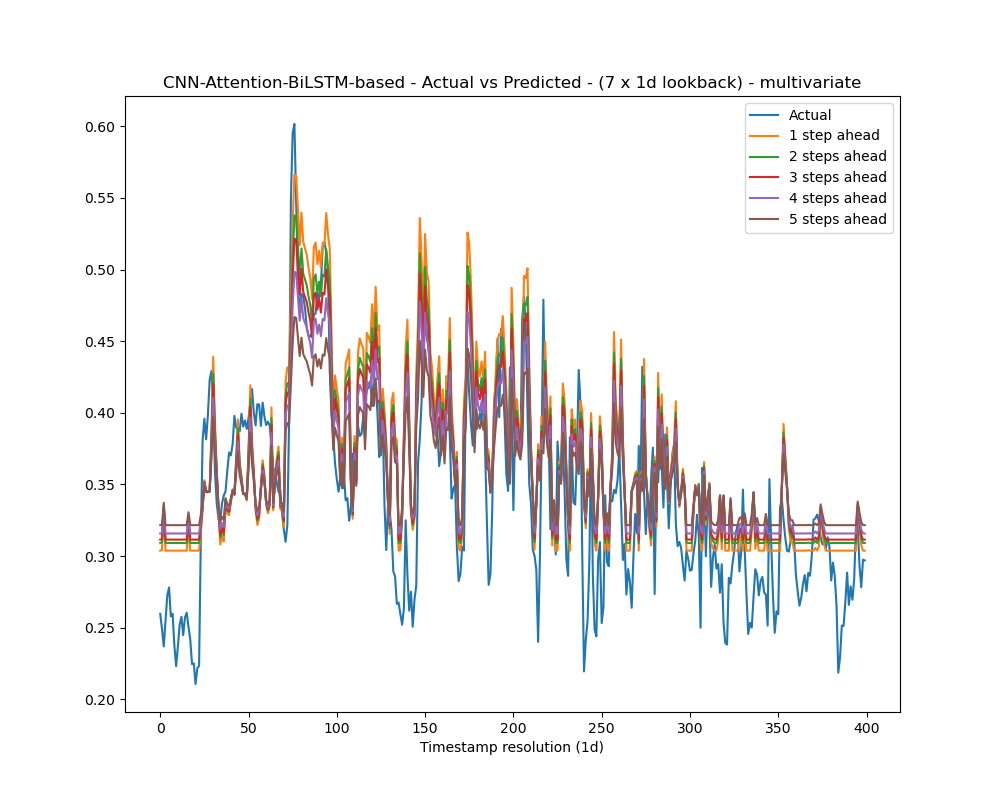 CNN-Attention-BiLSTM-based - Actual vs Predicted - (7 x 1d lookback) - multivariate
Actual
1 step ahead
2 steps ahead
3 steps ahead
4 steps ahead
5 steps ahead
0.60
0.55
0.50
0.45
0.40
0.35
0.30
0.25
0.20
0 50 100 150 200 250 300 350 400
Timestamp resolution (1d)